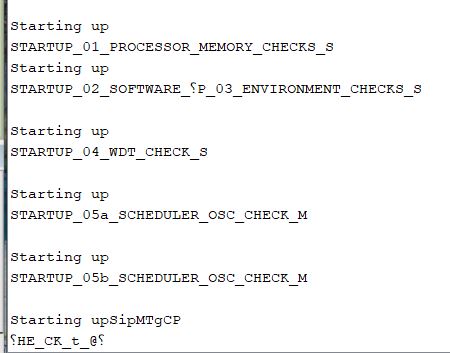 Starting up
STARTUP_01_PROCESSOR_MEMORY_CHECKS_S
Starting up
STARTUP_02_SOFTWARE_⸮P_03_ENVIRONMENT_CHECKS_S
Starting up
STARTUP_04_WDT_CHECK_S
Starting up
STARTUP_05a_SCHEDULER_OSC_CHECK_M
Starting up
STARTUP_05b_SCHEDULER_OSC_CHECK_M
Starting upSipMTgCP
⸮HE_CK_t_@⸮